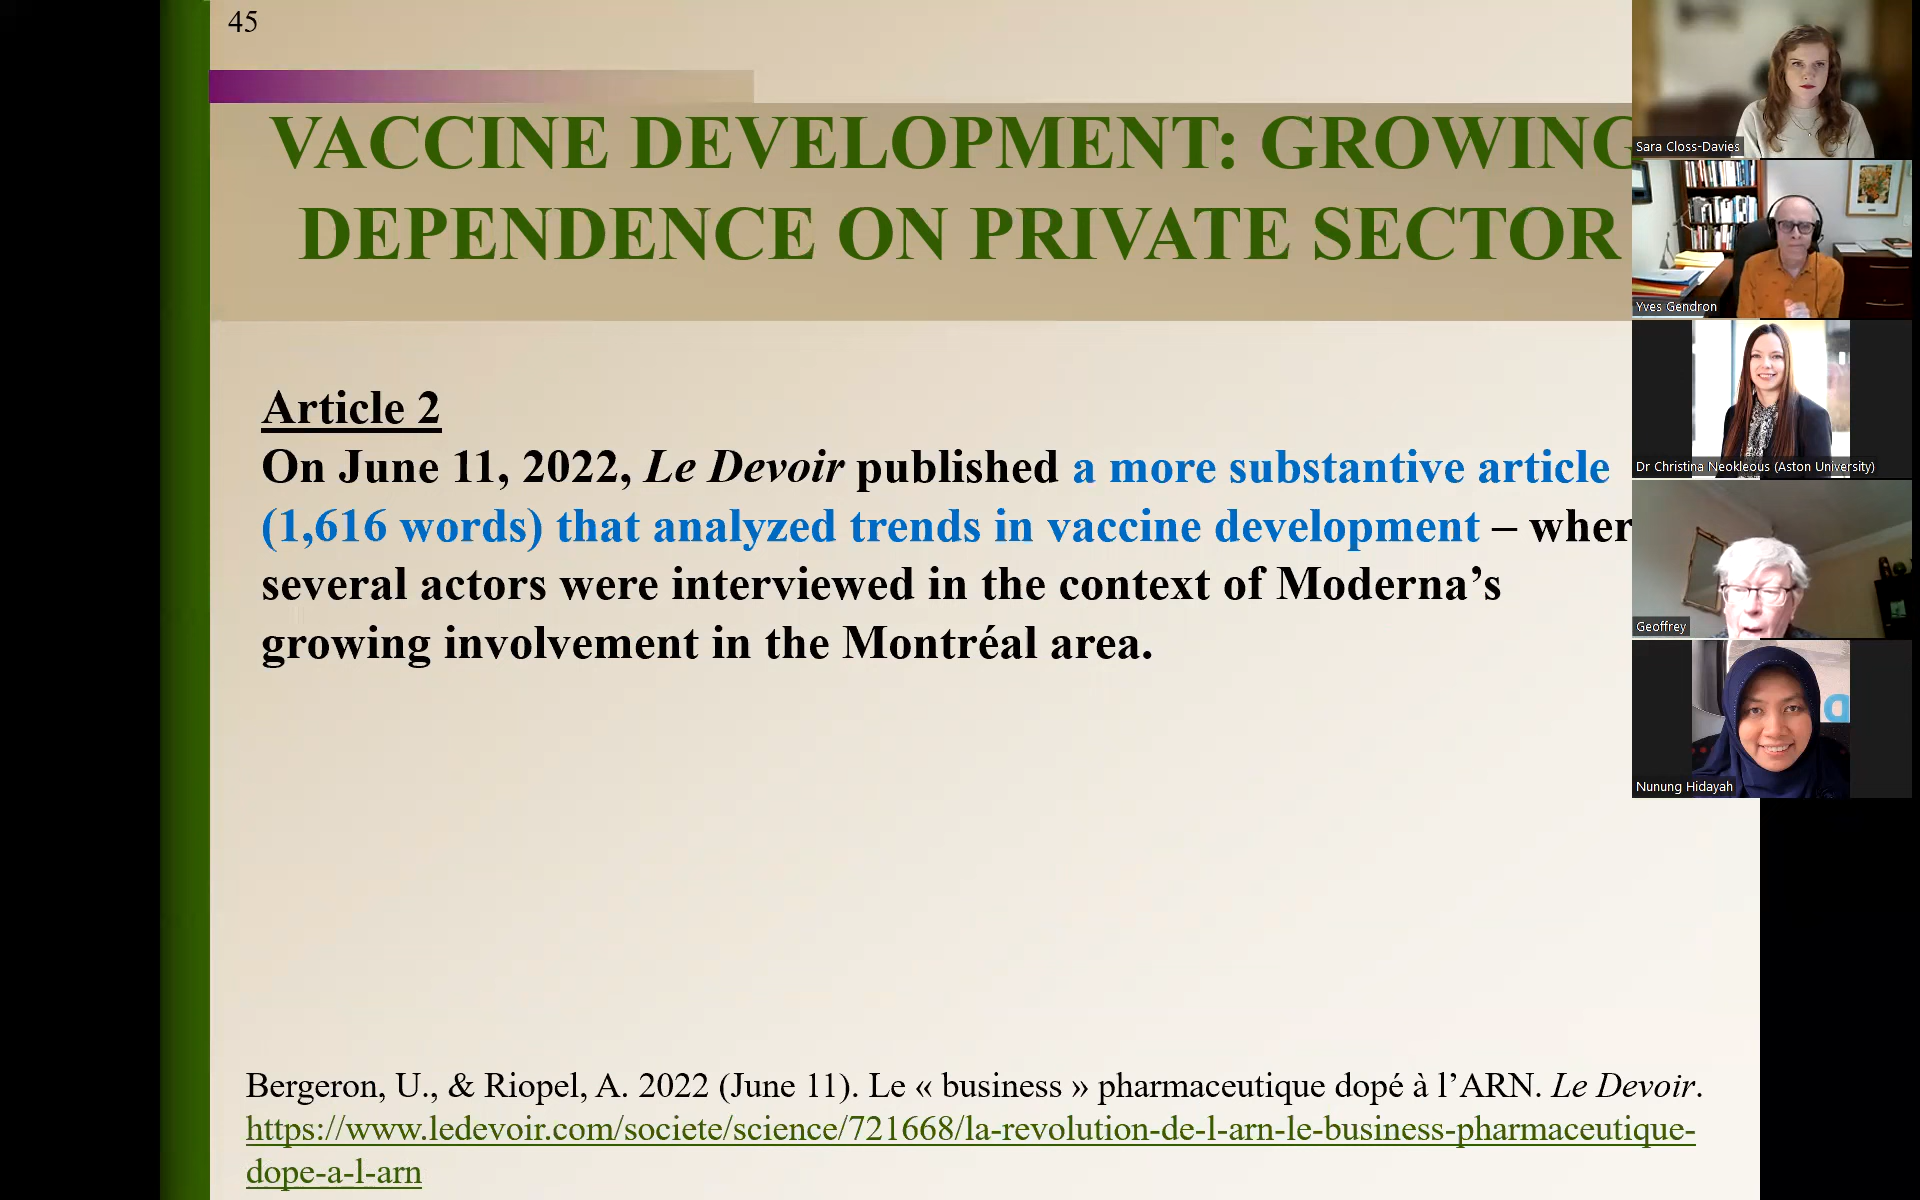 45
VACCINE DEVELOPMENT: GROWING
DEPENDENCE ON PRIVATE SECTOR
Article 2
On June 11, 2022, Le Devoir published a more substantive article
(1,616 words) that analyzed trends in vaccine development – wher
several actors were interviewed in the context of Moderna’s
growing involvement in the Montréal area.
Bergeron, U., & Riopel, A. 2022 (June 11). Le « business » pharmaceutique dopé à l’ARN. Le Devoir.
https://www.ledevoir.com/societe/science/721668/la-revolution-de-l-arn-le-business-pharmaceutique-
dope-a-l-arn
Sara Closs-Davies
Yves Gendron
Dr Christina Neokleous (Aston University)
Geoffrey
Nunung Hidayah